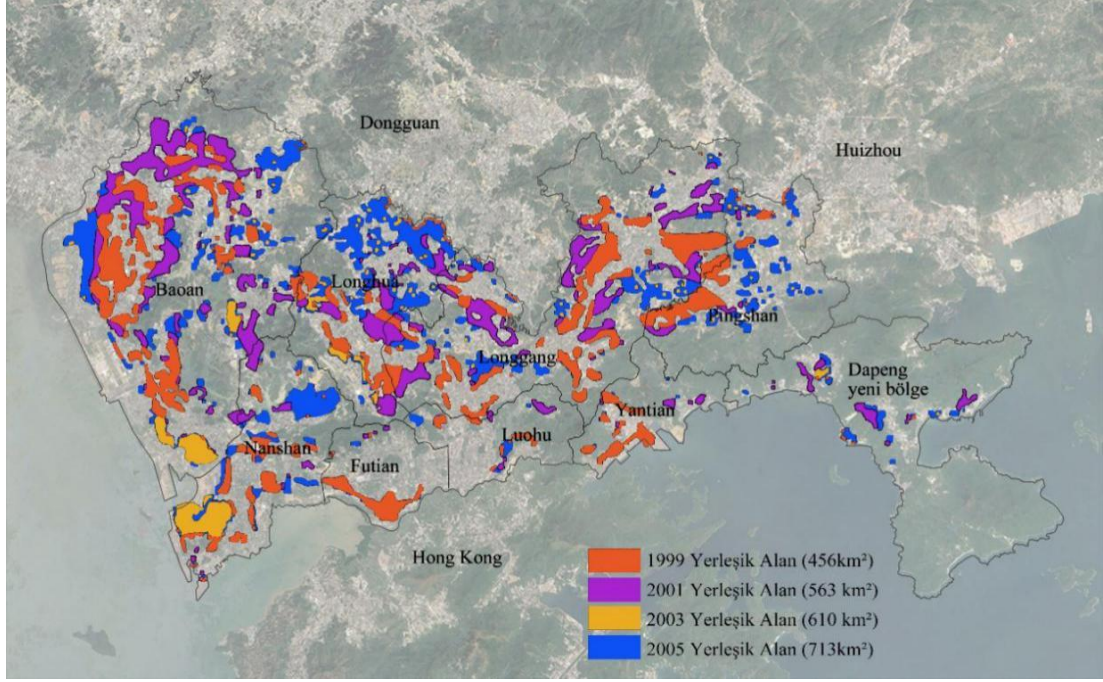 Dongguan
Huizhou
Longhua
Baoan
Pingshan
Longgang
Dapeng
yeni bölge
Yantian
Luohu
Nanshan
Futian
Hong Kong
1999 Yerleşik Alan (456km²)
2001 Yerleşik Alan (563 km²)
2003 Yerleşik Alan (610 km²)
2005 Yerleşik Alan (713km²)